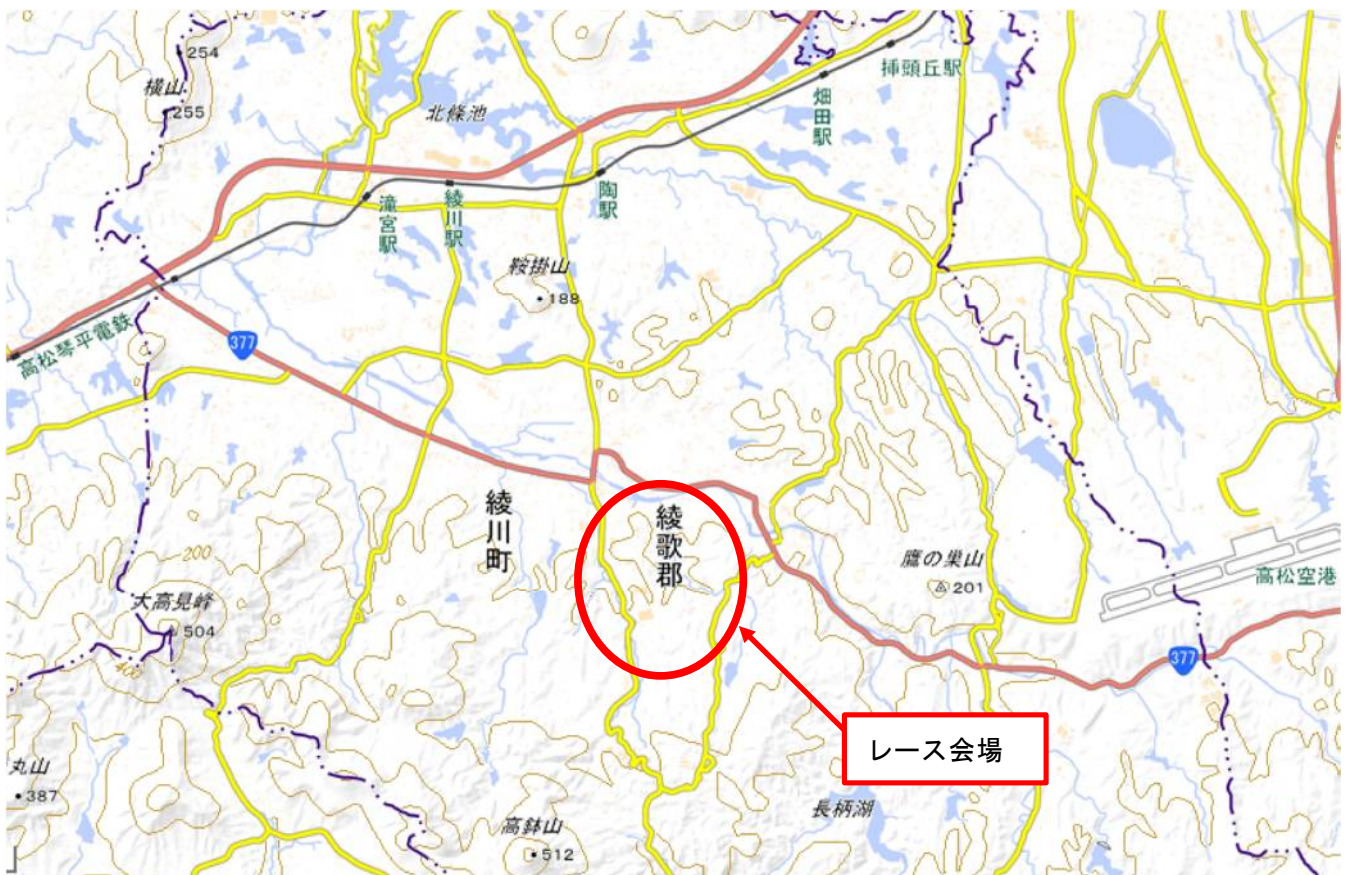 254
横山
255
北條池
挿頭丘駅
畑田駅
陶駅
綾川駅
滝宮駅
鞍掛山
188
高松琴平電鉄
377
綾川町
綾歌郡
鷹の巣山
201
高松空港
200
大高見峰
504
400
377
レース会場
丸山
387
長柄湖
高鉢山
512